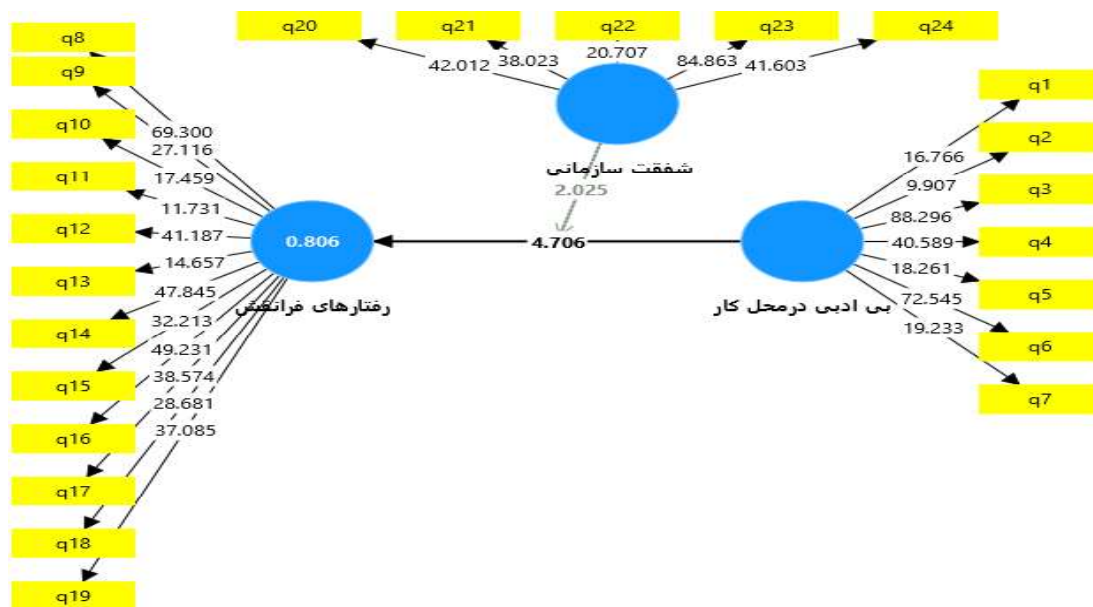 q20
q21
q22
q23
q24
42.012
38.023
20.707
84.863
41.603
شفقت سازمانی
2.025
q8
q9
q10
q11
q12
q13
q14
q15
q16
q17
q18
q19
69.300
27.116
17.459
11.731
41.187
14.657
47.845
32.213
49.231
38.574
28.681
37.085
0.806
رفتارهای فرانقش
4.706
بی ادبی درمحل کار
16.766
9.907
88.296
40.589
18.261
72.545
19.233
q1
q2
q3
q4
q5
q6
q7